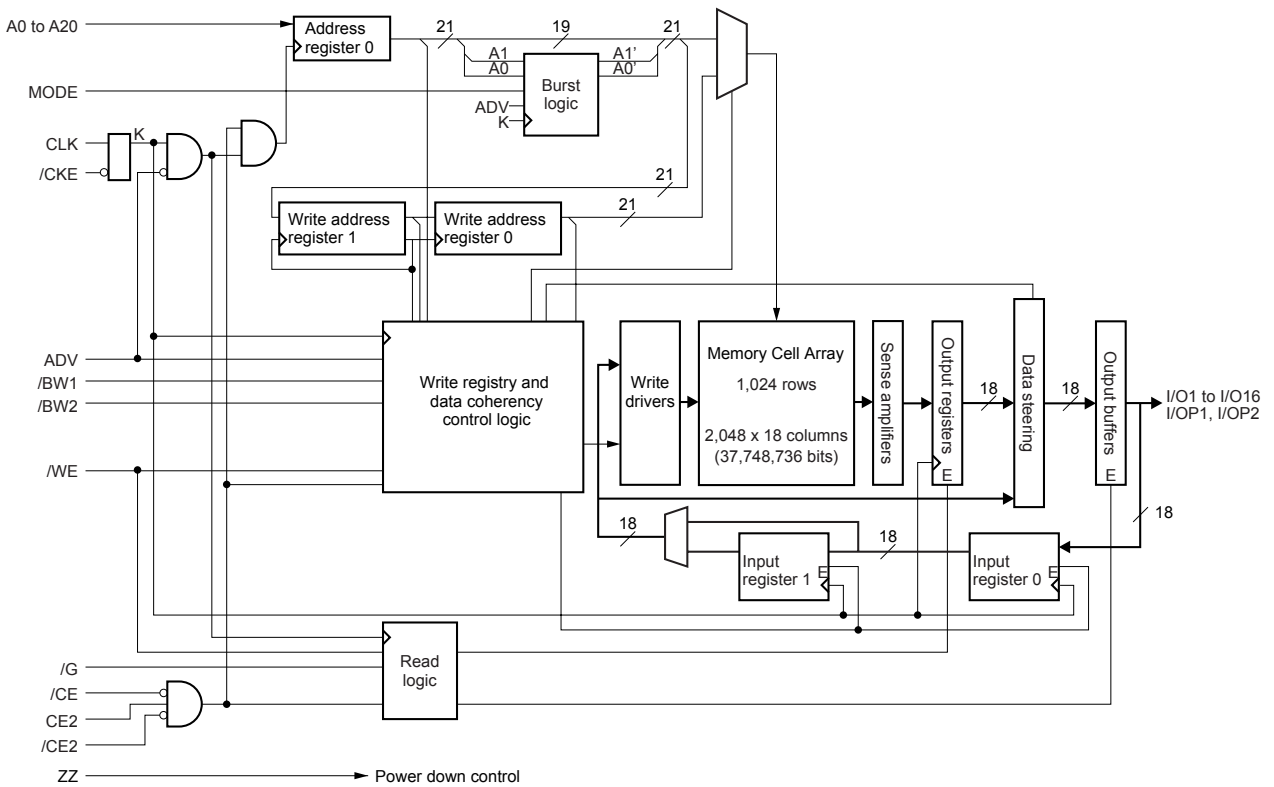 A0 to A20
Address
register 0
21
19
21
A1
A0
A1'
A0'
MODE
Burst
logic
ADV
K
CLK
K
/CKE
21
Write address
register 1
Write address
register 0
21
ADV
/BW1
/BW2
/WE
Write registry and
data coherency
control logic
Write
drivers
Memory Cell Array
1,024 rows
2,048 x 18 columns
(37,748,736 bits)
Sense amplifiers
Output registers
E
18
Data steering
18
Output buffers
E
I/O1 to I/O16
I/OP1, I/OP2
18
18
18
Input
register 1
E
Input
register 0
E
Read
logic
/G
/CE
CE2
/CE2
ZZ
Power down control